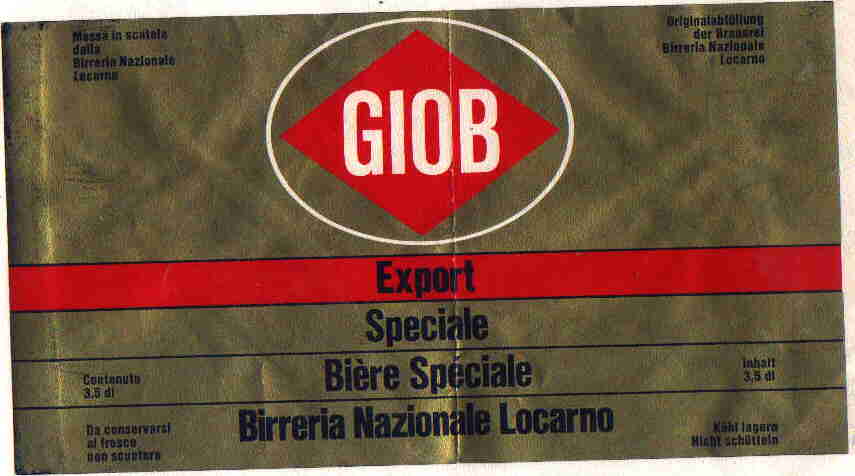 Messa in scatola
dalla
Birreria Nazionale
Locarno
Originalabfüllung
der Brauerei
Birreria Nazionale
Locarno
GIOB
Export
Speciale
Bière Spéciale
Birreria Nazionale Locarno
Contenuto
3,5 dl
Inhalt
3,5 dl
Da conservarsi
al fresco
non scuotere
Kühl lagern
Nicht schütteln